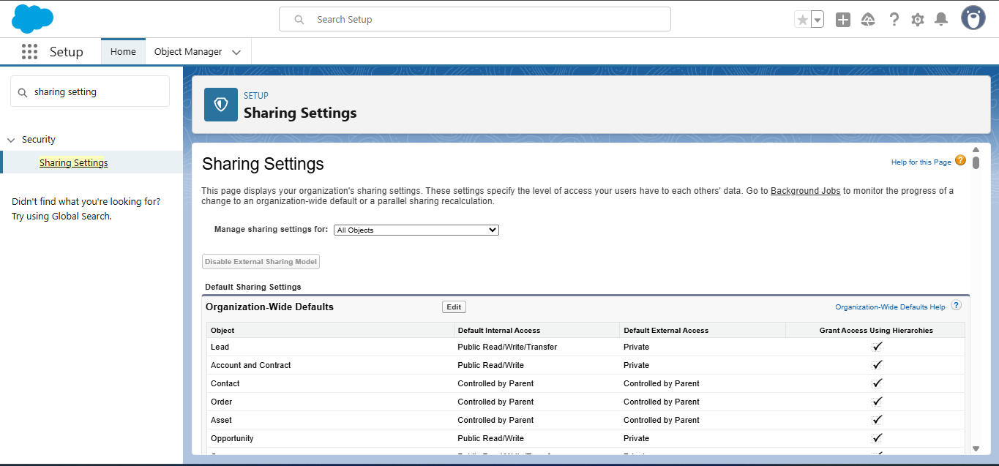 Search Setup
Setup
Home
Object Manager
sharing setting
Security
Sharing Settings
Didn't find what you're looking for?
Try using Global Search.
SETUP
Sharing Settings
Sharing Settings
Help for this Page ?
This page displays your organization's sharing settings. These settings specify the level of access your users have to each others' data. Go to Background Jobs to monitor the progress of a
change to an organization-wide default or a parallel sharing recalculation.
Manage sharing settings for: All Objects
Disable External Sharing Model
Default Sharing Settings
Organization-Wide Defaults Edit Organization-Wide Defaults Help ?
Object Default Internal Access Default External Access Grant Access Using Hierarchies
Lead Public Read/Write/Transfer Private ✓
Account and Contract Public Read/Write Private ✓
Contact Controlled by Parent Controlled by Parent ✓
Order Controlled by Parent Controlled by Parent ✓
Asset Controlled by Parent Controlled by Parent ✓
Opportunity Public Read/Write Private ✓